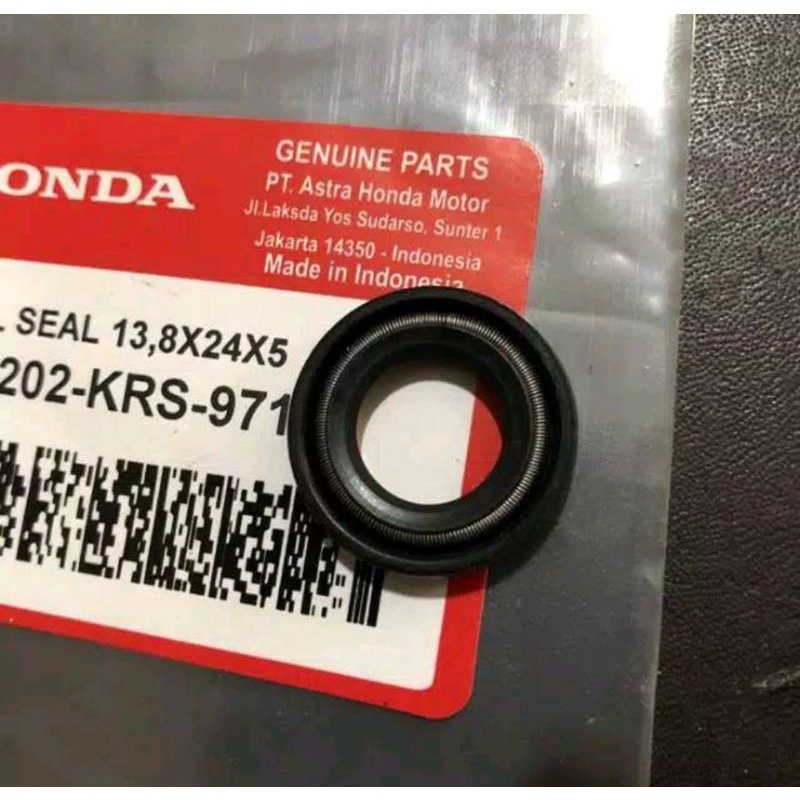 ONDA
GENUINE PARTS
PT. Astra Honda Motor
Jl.Laksda Yos Sudarso, Sunter 1
Jakarta 14350 - Indonesia
Made in Indonesia
L SEAL 13,8X24X5
202-KRS-971